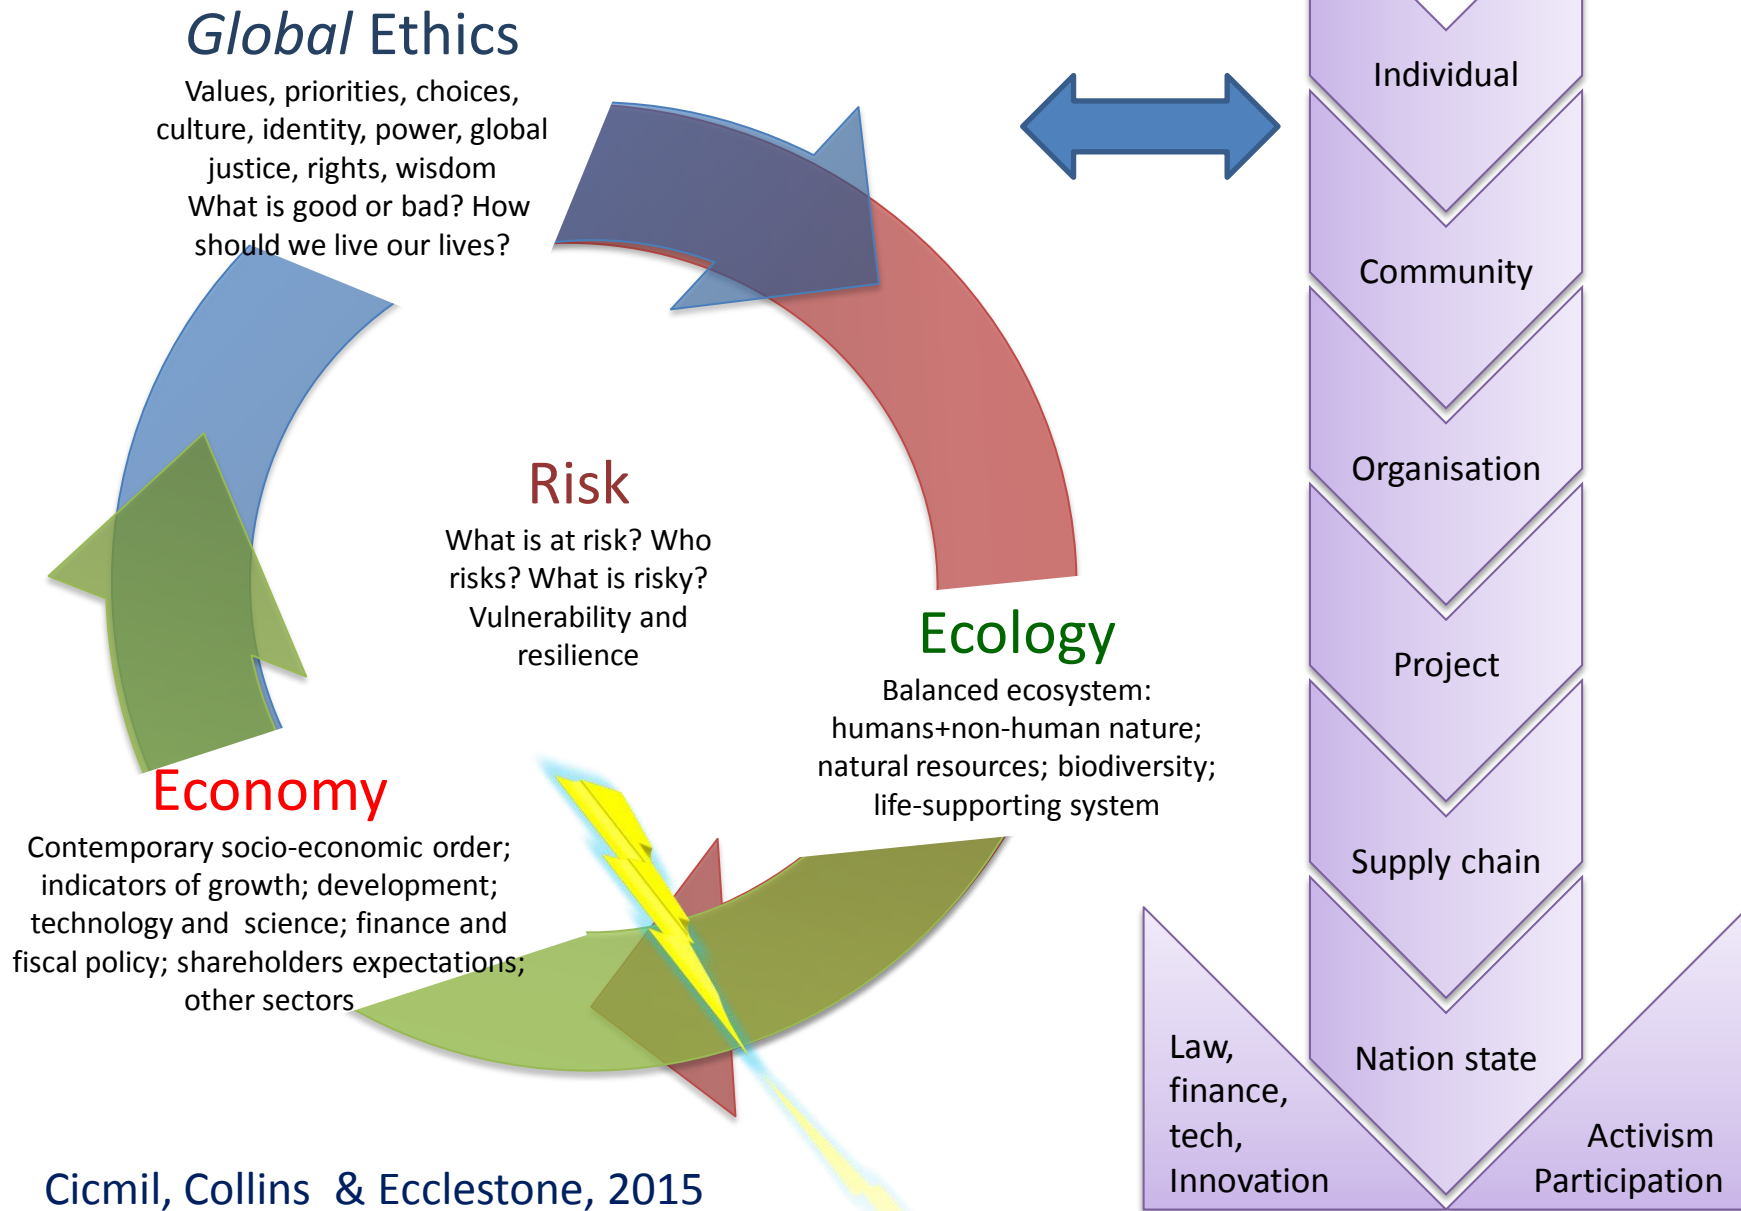 Global Ethics
Values, priorities, choices,
culture, identity, power, global
justice, rights, wisdom
What is good or bad? How
should we live our lives?
Risk
What is at risk? Who
risks? What is risky?
Vulnerability and
resilience
Ecology
Balanced ecosystem:
humans+non-human nature;
natural resources; biodiversity;
life-supporting system
Economy
Contemporary socio-economic order;
indicators of growth; development;
technology and science; finance and
fiscal policy; shareholders expectations;
other sectors
Cicmil, Collins & Ecclestone, 2015
Individual
Community
Organisation
Project
Supply chain
Nation state
Law,
finance,
tech,
Innovation
Activism
Participation